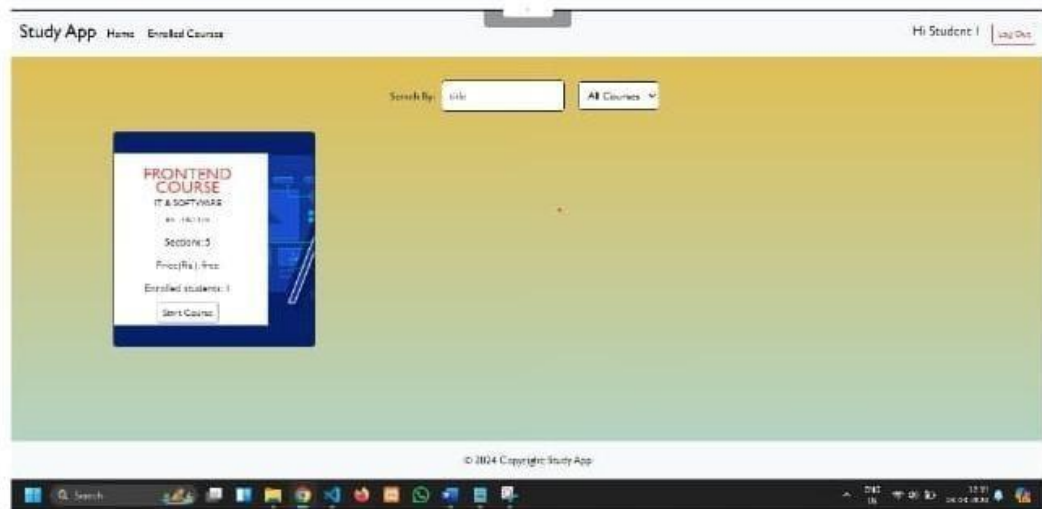 Study App Home Enrolled Courses
Hi Student 1 Log Out
Search By: title All Courses
FRONTEND
COURSE
IT & SOFTWARE
Sections: 5
Price(Rs.): free
Enrolled students: 1
Start Course
© 2024 Copyright: Study App
Search
ENG